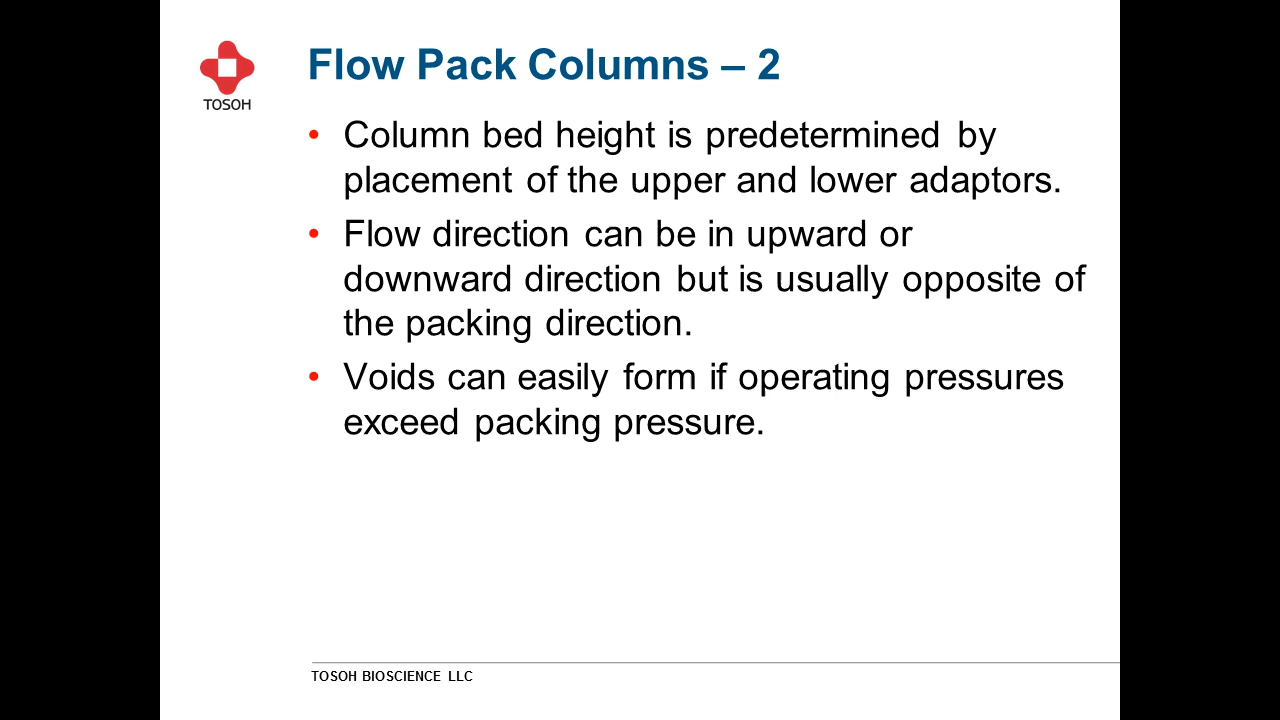 Flow Pack Columns – 2
TOSOH
• Column bed height is predetermined by
placement of the upper and lower adaptors.
• Flow direction can be in upward or
downward direction but is usually opposite of
the packing direction.
• Voids can easily form if operating pressures
exceed packing pressure.
TOSOH BIOSCIENCE LLC